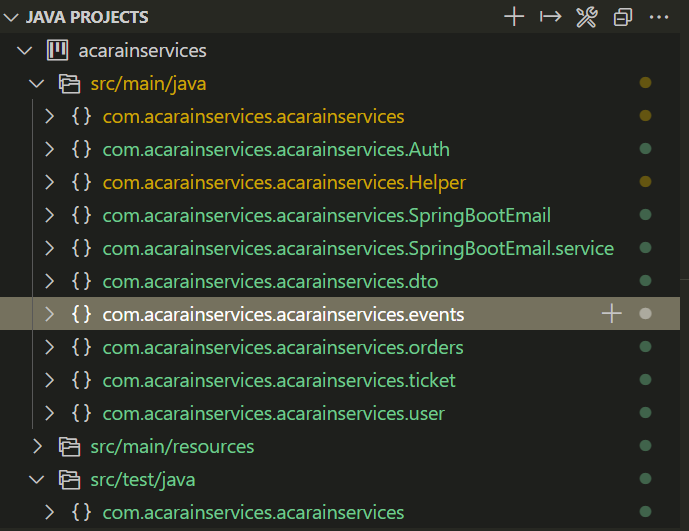 JAVA PROJECTS
acarainservices
src/main/java
{} com.acarainservices.acarainservices
{} com.acarainservices.acarainservices.Auth
{} com.acarainservices.acarainservices.Helper
{} com.acarainservices.acarainservices.SpringBootEmail
{} com.acarainservices.acarainservices.SpringBootEmail.service
{} com.acarainservices.acarainservices.dto
{} com.acarainservices.acarainservices.events
{} com.acarainservices.acarainservices.orders
{} com.acarainservices.acarainservices.ticket
{} com.acarainservices.acarainservices.user
src/main/resources
src/test/java
{} com.acarainservices.acarainservices